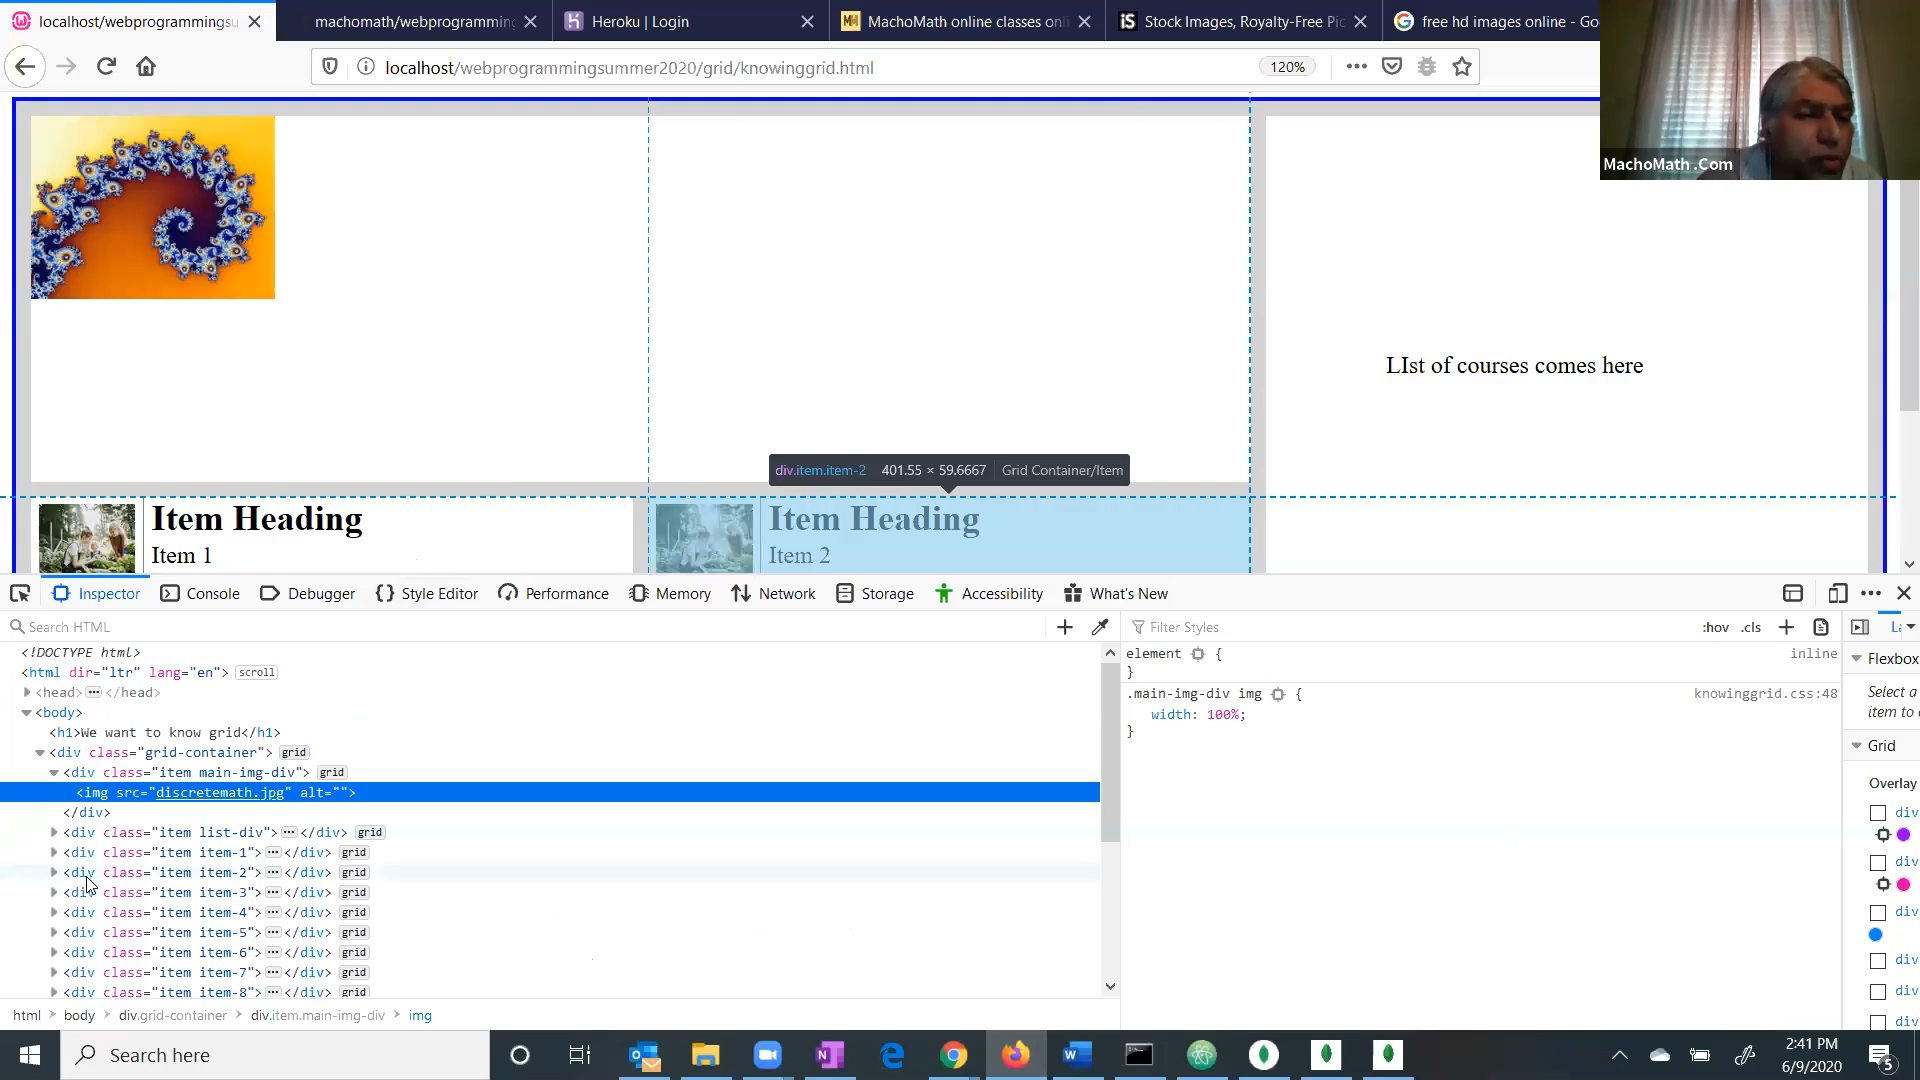 localhost/webprogrammingsu
machomath/webprogramming
Heroku | Login
MachoMath online classes onl
Stock Images, Royalty-Free Pic
free hd images online - Go
localhost/webprogrammingsummer2020/grid/knowinggrid.html
120%
MachoMath .Com
LIst of courses comes here
div.item.item-2 401.55 × 59.6667 Grid Container/Item
Item Heading
Item 1
Item Heading
Item 2
Inspector
Console
Debugger
Style Editor
Performance
Memory
Network
Storage
Accessibility
What's New
Search HTML
Filter Styles
:hov .cls
<!DOCTYPE html>
<html dir="ltr" lang="en"> scroll
<head> </head>
<body>
<h1>We want to know grid</h1>
<div class="grid-container"> grid
<div class="item main-img-div"> grid
<img src="discretemath.jpg" alt="">
</div>
<div class="item list-div"> </div> grid
<div class="item item-1"> </div> grid
<div class="item item-2"> </div> grid
<div class="item item-3"> </div> grid
<div class="item item-4"> </div> grid
<div class="item item-5"> </div> grid
<div class="item item-6"> </div> grid
<div class="item item-7"> </div> grid
<div class="item item-8"> </div> grid
element { inline
}
.main-img-div img { knowinggrid.css:48
width: 100%;
}
Flexbox
Select a
item to
Grid
Overlay
div
div
div
div
div
div
html > body > div.grid-container > div.item.main-img-div > img
Search here
2:41 PM
6/9/2020
5